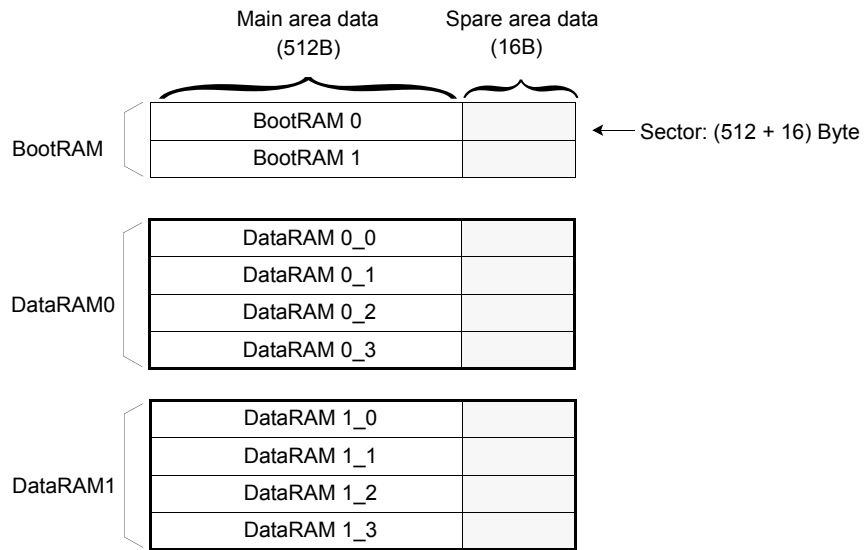 Main area data
(512B)
Spare area data
(16B)
BootRAM
BootRAM 0
BootRAM 1
Sector: (512 + 16) Byte
DataRAM0
DataRAM 0_0
DataRAM 0_1
DataRAM 0_2
DataRAM 0_3
DataRAM1
DataRAM 1_0
DataRAM 1_1
DataRAM 1_2
DataRAM 1_3